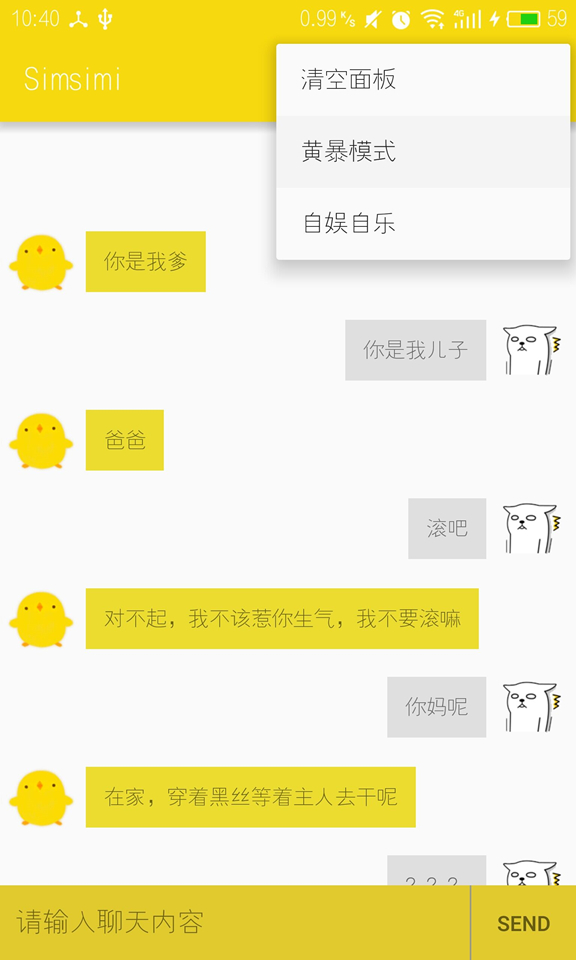 10:40 0.99 K/s 4G 59
Simsimi
清空面板
黄暴模式
自娱自乐
你是我爹
你是我儿子
爸爸
滚吧
对不起，我不该惹你生气，我不要滚嘛
你妈呢
在家，穿着黑丝等着主人去干呢
? ? ?
请输入聊天内容
SEND